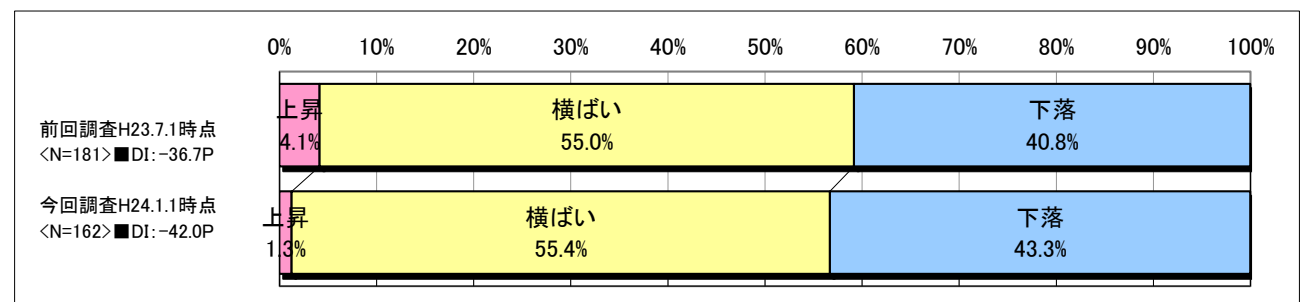 0% 10% 20% 30% 40% 50% 60% 70% 80% 90% 100%
前回調査H23.7.1時点
<N=181>■DI:-36.7P
上昇 横ばい 下落
4.1% 55.0% 40.8%
今回調査H24.1.1時点
<N=162>■DI:-42.0P
上昇 横ばい 下落
1.3% 55.4% 43.3%